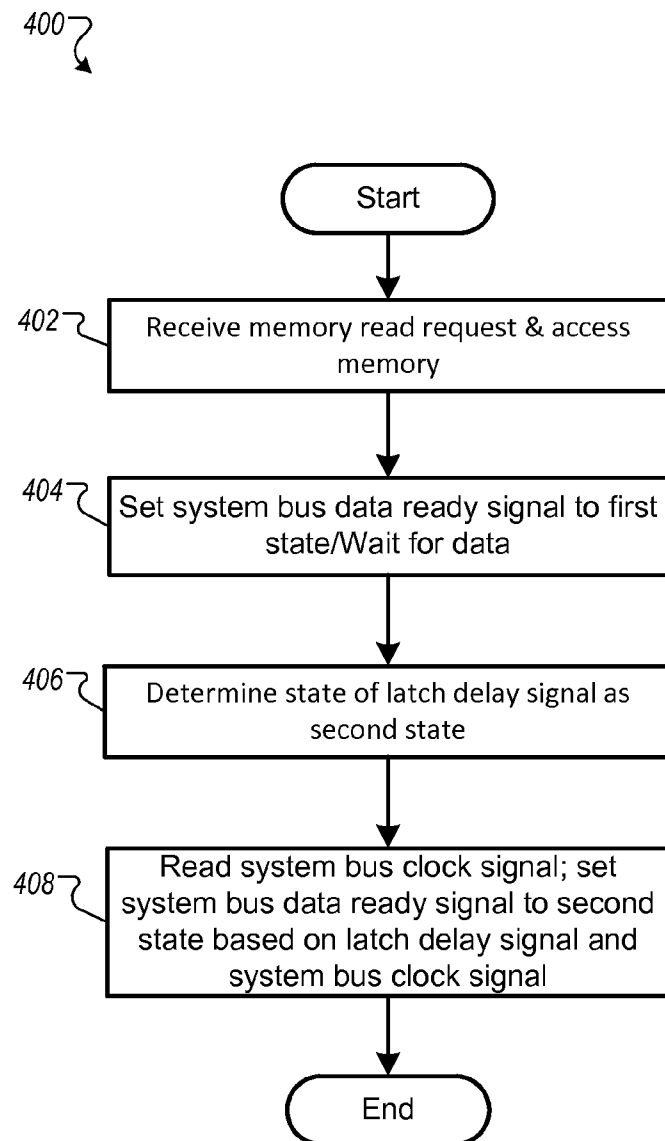 400
Start
402
Receive memory read request & access
memory
404
Set system bus data ready signal to first
state/Wait for data
406
Determine state of latch delay signal as
second state
408
Read system bus clock signal; set
system bus data ready signal to second
state based on latch delay signal and
system bus clock signal
End